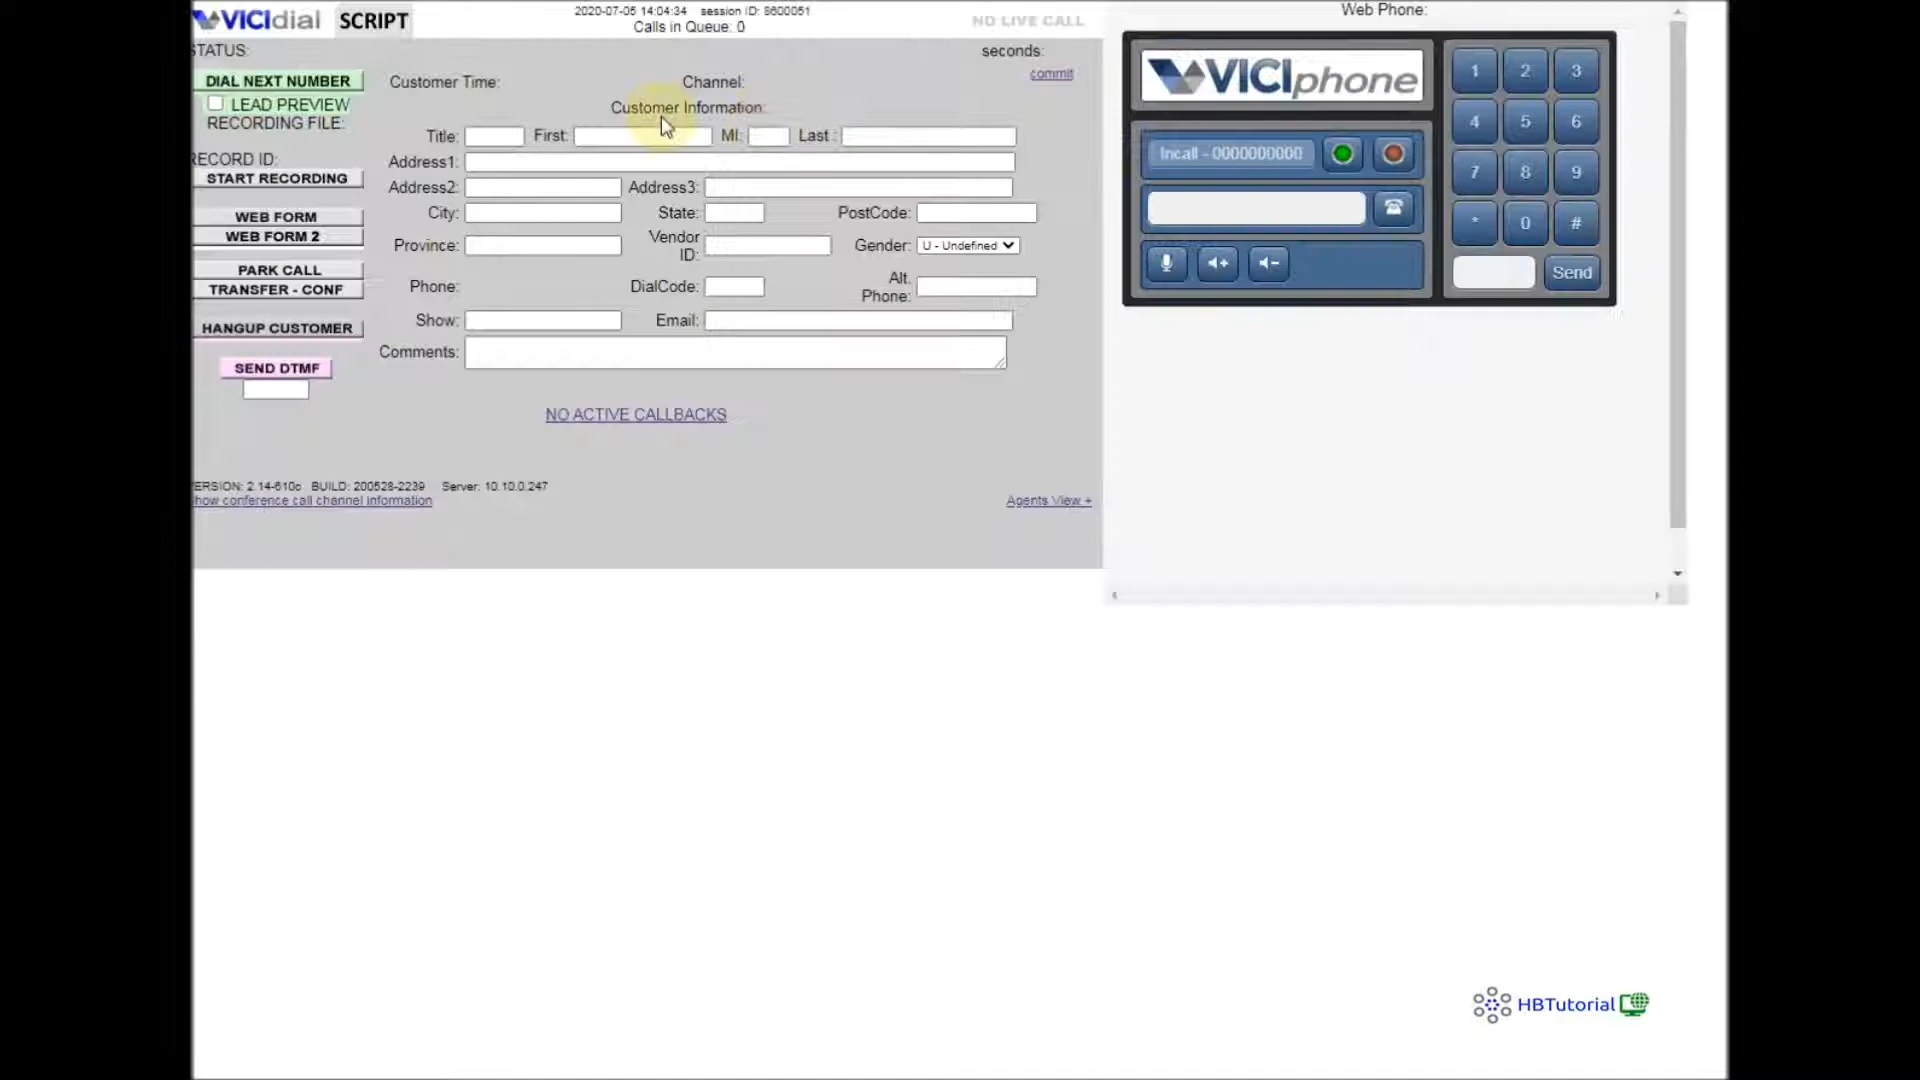 VICIdial SCRIPT 2020-07-05 14:04:34 session ID: 8600051 NO LIVE CALL
Calls in Queue: 0
STATUS: seconds:
DIAL NEXT NUMBER Customer Time: Channel: commit
LEAD PREVIEW Customer Information:
RECORDING FILE:
Title: First: MI: Last :
RECORD ID: Address1:
START RECORDING Address2: Address3:
WEB FORM City: State: PostCode:
WEB FORM 2 Province: Vendor ID: Gender: U - Undefined
PARK CALL
TRANSFER - CONF Phone: DialCode: Alt. Phone:
HANGUP CUSTOMER Show: Email:
Comments:
SEND DTMF
NO ACTIVE CALLBACKS
ERSION: 2.14-610c BUILD: 200528-2239 Server: 10.10.0.247
how conference call channel information Agents View +
Web Phone:
VICIphone
Incall - 0000000000
1 2 3
4 5 6
7 8 9
* 0 #
Send
HBTutorial